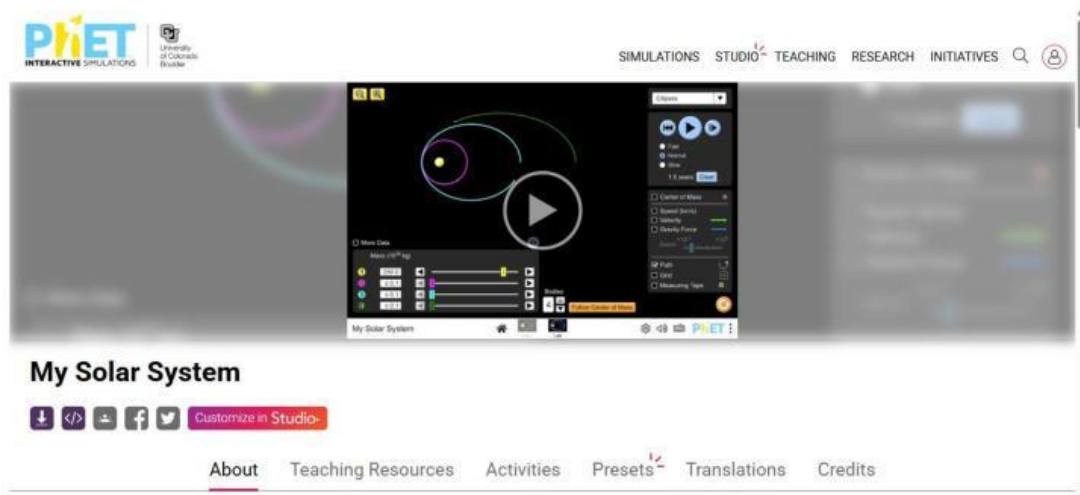 PhET
INTERACTIVE SIMULATIONS
University
of Colorado
Boulder
SIMULATIONS STUDIO TEACHING RESEARCH INITIATIVES
Ellipses
Fast
Normal
Slow
Clear
Center of Mass
Speed (km/s)
Velocity
Gravity Force
Path
Grid
Measuring Tape
More Data
Bodies
4
Follow Center of Mass
My Solar System
Lab
PhET
My Solar System
Customize in Studio
About Teaching Resources Activities Presets Translations Credits